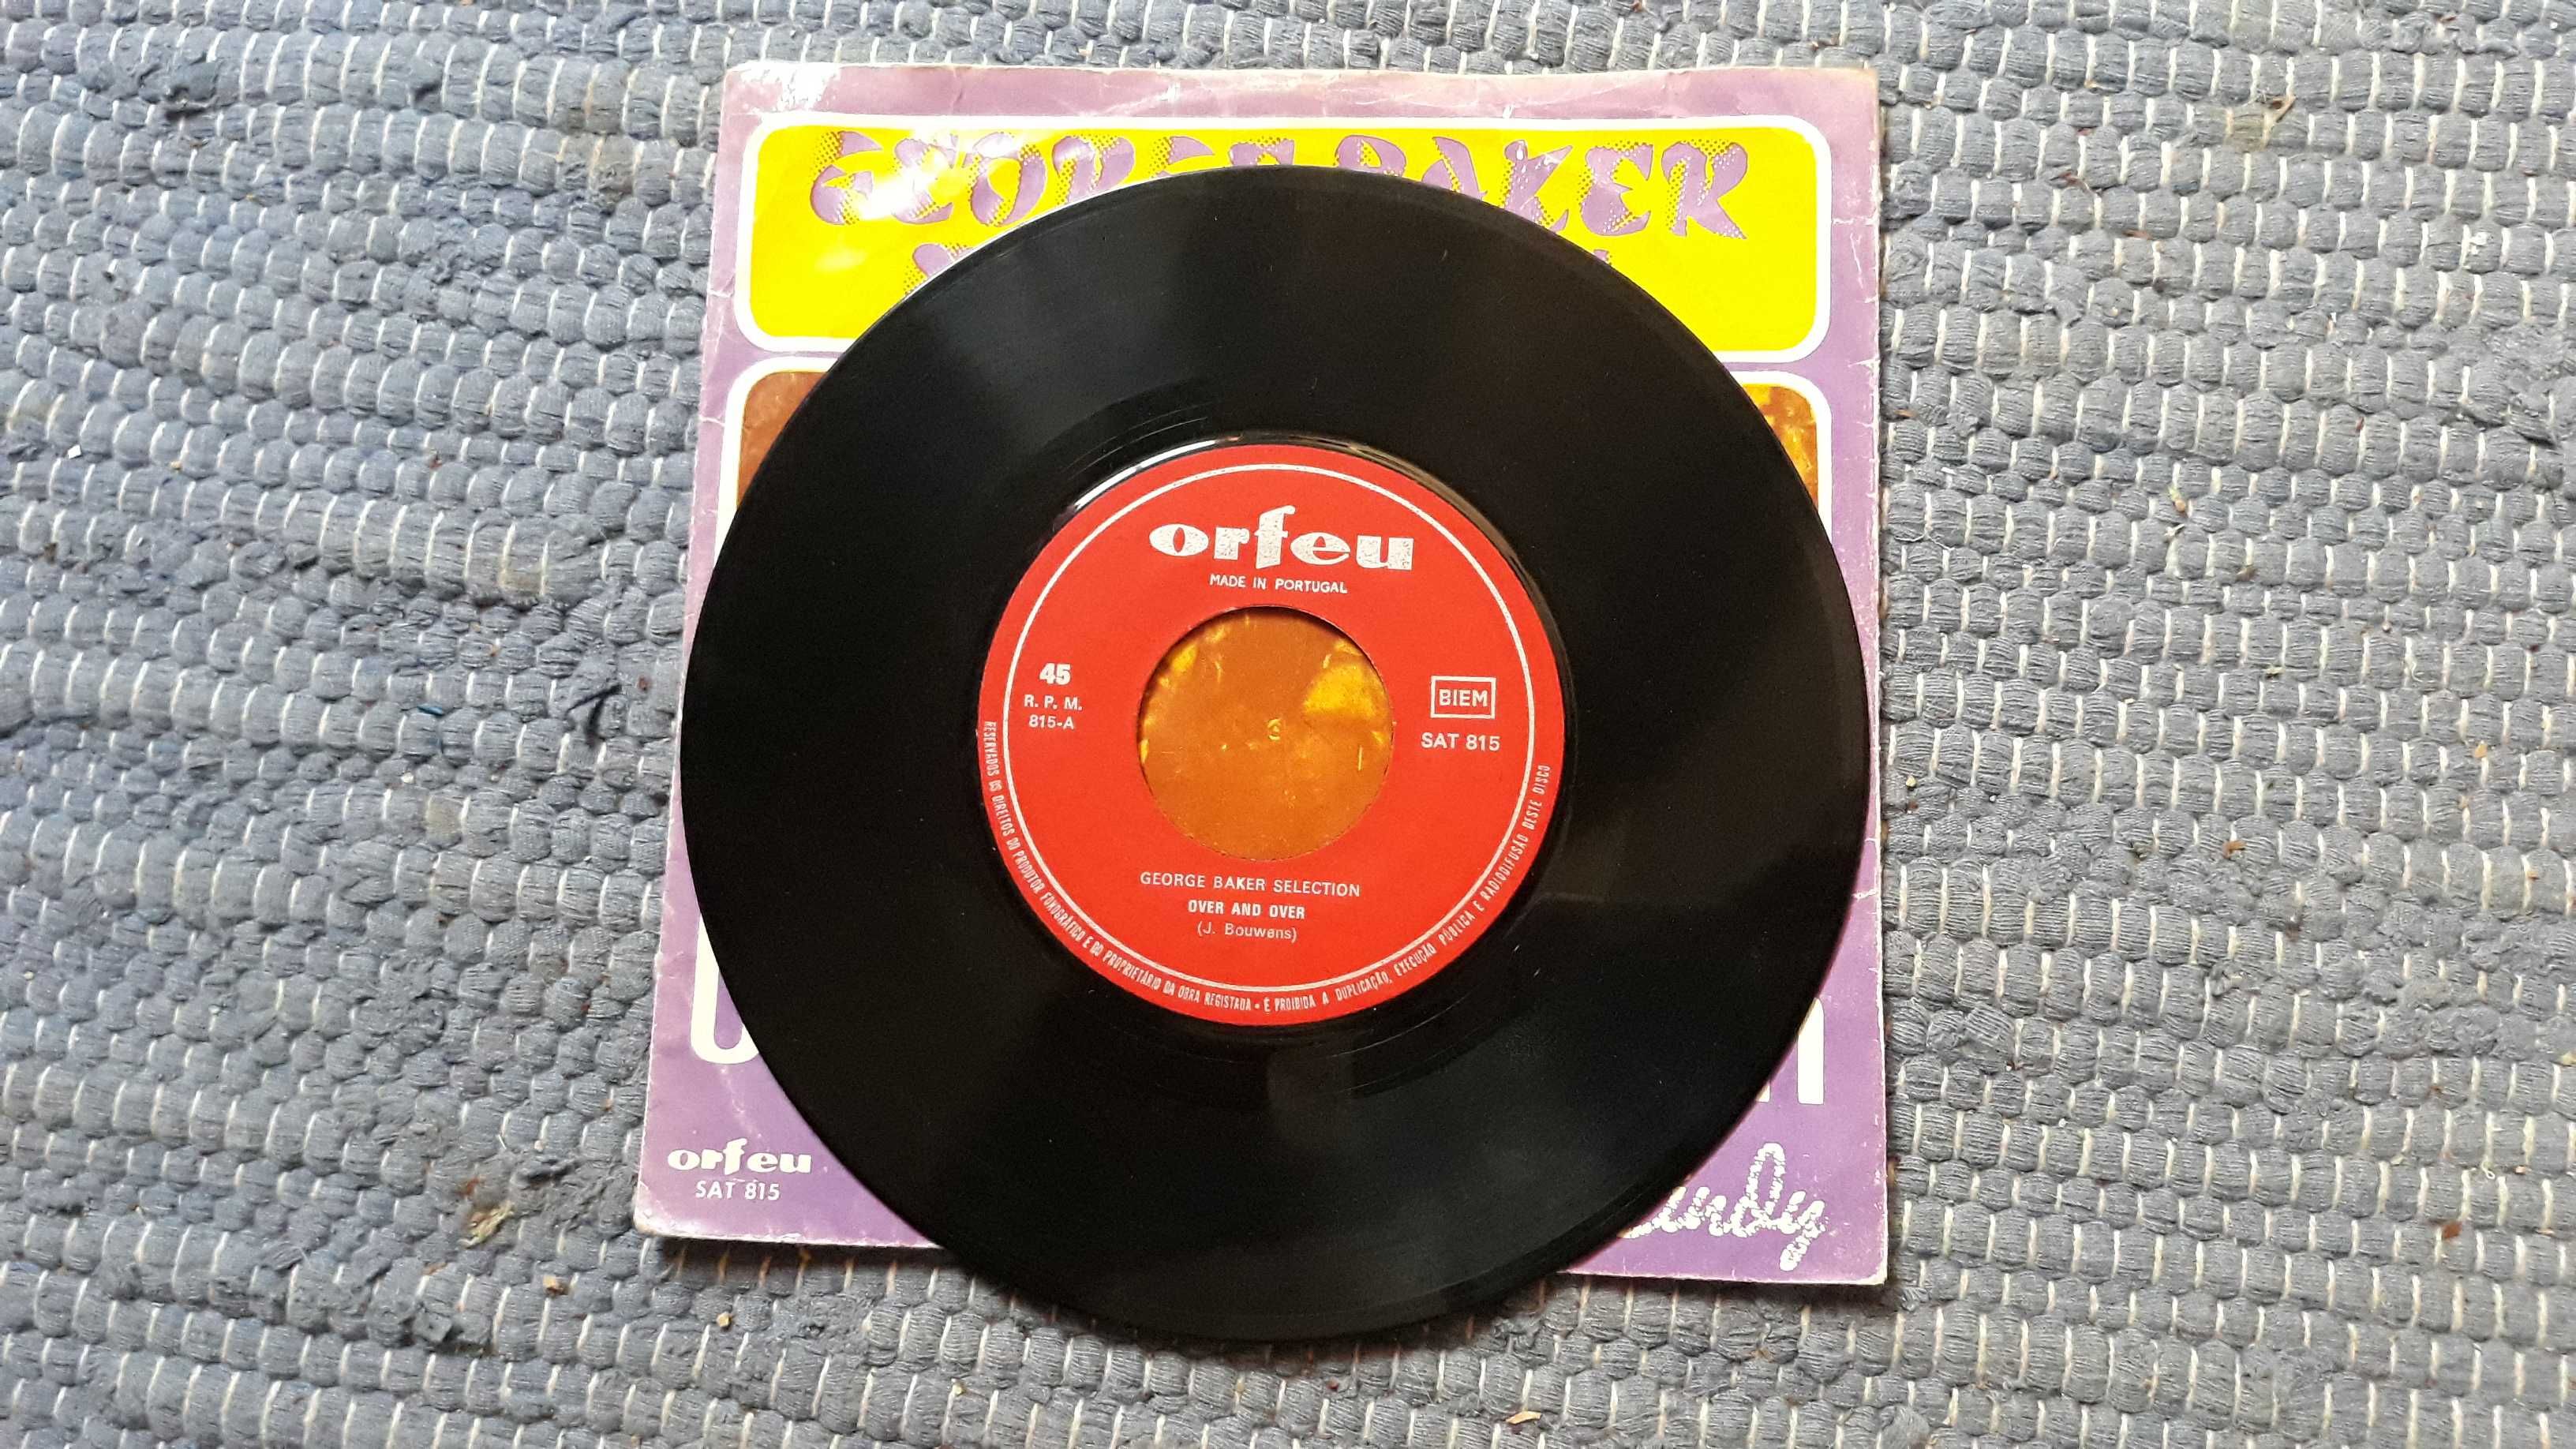 GEORGE BAKER
orfeu
MADE IN PORTUGAL
45
R. P. M.
815-A
BIEM
SAT 815
GEORGE BAKER SELECTION
OVER AND OVER
(J. Bouwens)
RESERVADOS OS DIREITOS DO PRODUTOR FONOGRÁFICO E DO PROPRIETÁRIO DA OBRA REGISTADA • É PROIBIDA A DUPLICAÇÃO, EXECUÇÃO PÚBLICA E RADIODIFUSÃO DESTE DISCO
orfeu
SAT 815